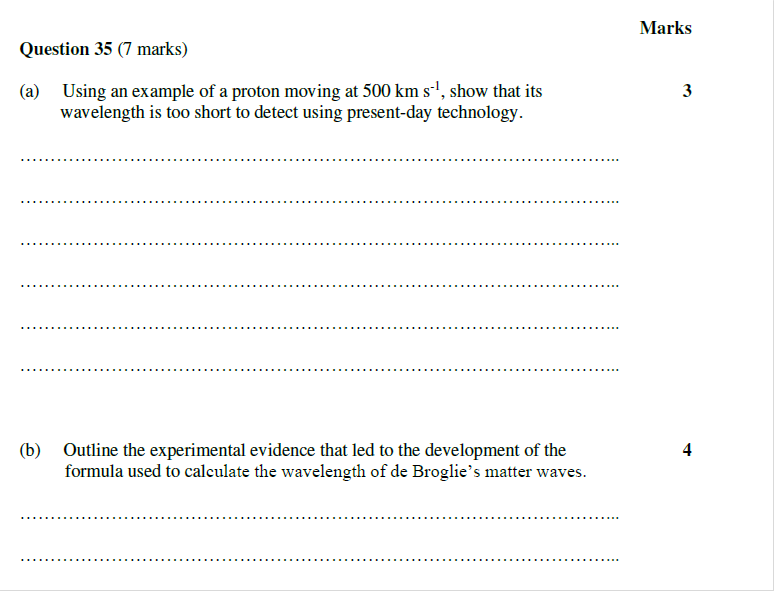 Marks
Question 35 (7 marks)
(a) Using an example of a proton moving at 500 km s⁻¹, show that its 3
wavelength is too short to detect using present-day technology.
…………………………………………………………………………………………..
…………………………………………………………………………………………..
…………………………………………………………………………………………..
…………………………………………………………………………………………..
…………………………………………………………………………………………..
…………………………………………………………………………………………..
(b) Outline the experimental evidence that led to the development of the 4
formula used to calculate the wavelength of de Broglie’s matter waves.
…………………………………………………………………………………………..
…………………………………………………………………………………………..